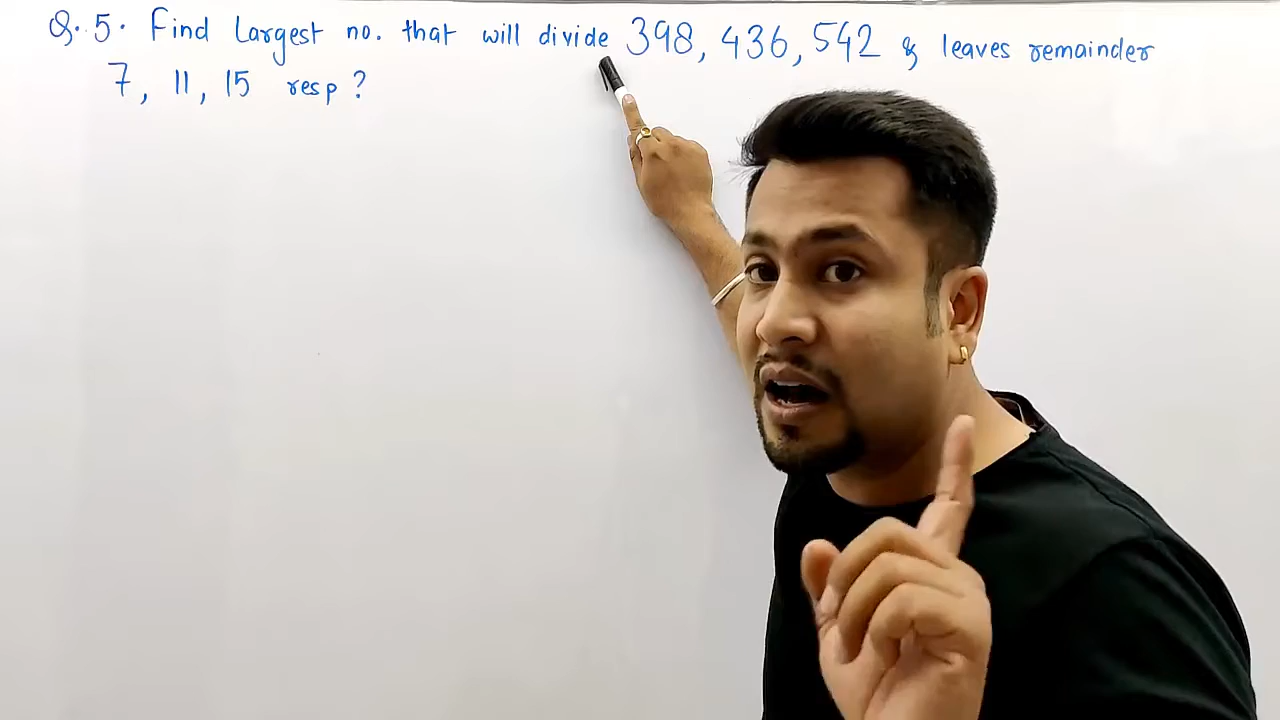 Q. 5. Find Largest no. that will divide 398, 436, 542 & leaves remainder
7, 11, 15 resp ?